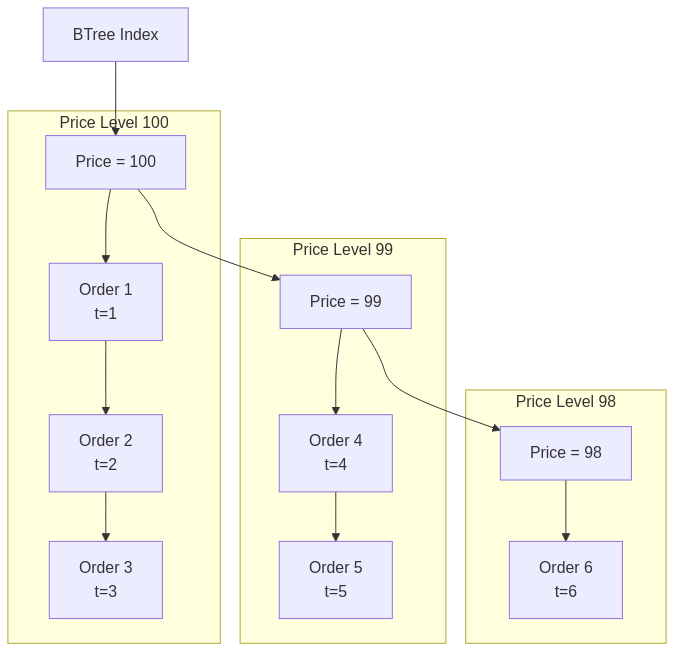 BTree Index
Price Level 100
Price = 100
Order 1
t=1
Order 2
t=2
Order 3
t=3
Price Level 99
Price = 99
Order 4
t=4
Order 5
t=5
Price Level 98
Price = 98
Order 6
t=6